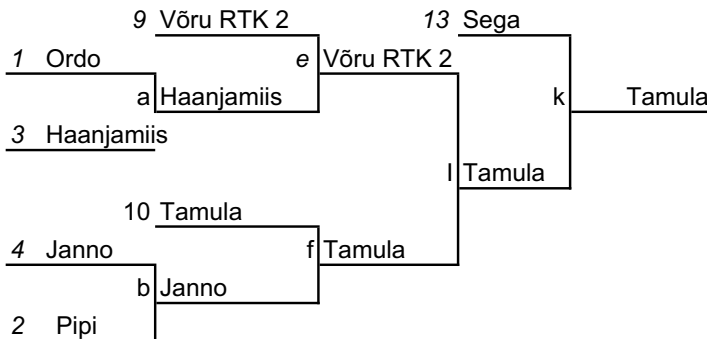 9 Võru RTK 2
13 Sega
1 Ordo
e Võru RTK 2
a Haanjamiis
k Tamula
3 Haanjamiis
l Tamula
10 Tamula
4 Janno
f Tamula
b Janno
2 Pipi